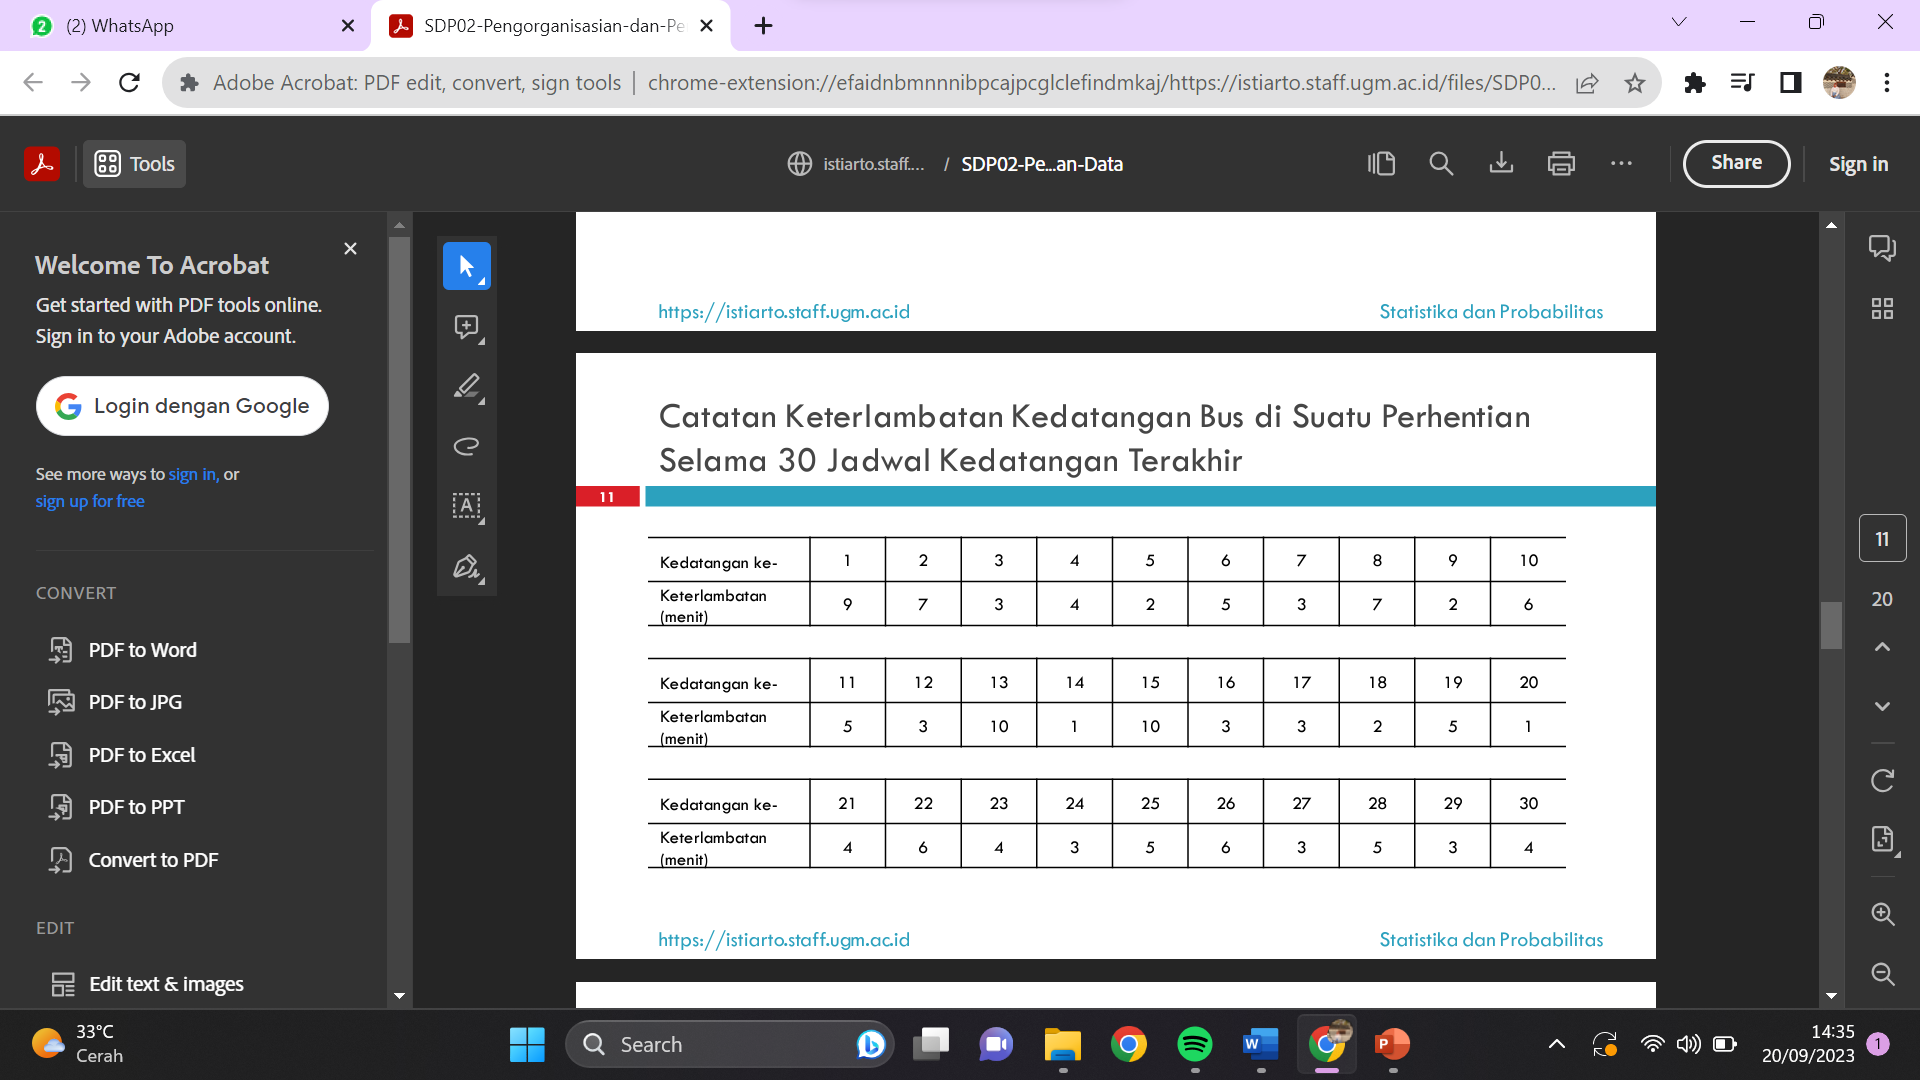 (2) WhatsApp
SDP02-Pengorganisasian-dan-Pe
Adobe Acrobat: PDF edit, convert, sign tools | chrome-extension://efaidnbmnnnibpcajpcglclefindmkaj/https://istiarto.staff.ugm.ac.id/files/SDP0...
Tools
istiarto.staff.... / SDP02-Pe...an-Data
Share
Sign in
Welcome To Acrobat
Get started with PDF tools online.
Sign in to your Adobe account.
Login dengan Google
See more ways to sign in, or
sign up for free
CONVERT
PDF to Word
PDF to JPG
PDF to Excel
PDF to PPT
Convert to PDF
EDIT
Edit text & images
https://istiarto.staff.ugm.ac.id Statistika dan Probabilitas
Catatan Keterlambatan Kedatangan Bus di Suatu Perhentian
Selama 30 Jadwal Kedatangan Terakhir
11
Kedatangan ke- 1 2 3 4 5 6 7 8 9 10
Keterlambatan
(menit) 9 7 3 4 2 5 3 7 2 6
Kedatangan ke- 11 12 13 14 15 16 17 18 19 20
Keterlambatan
(menit) 5 3 10 1 10 3 3 2 5 1
Kedatangan ke- 21 22 23 24 25 26 27 28 29 30
Keterlambatan
(menit) 4 6 4 3 5 6 3 5 3 4
https://istiarto.staff.ugm.ac.id Statistika dan Probabilitas
11
20
33°C
Cerah
Search
14:35
20/09/2023
1